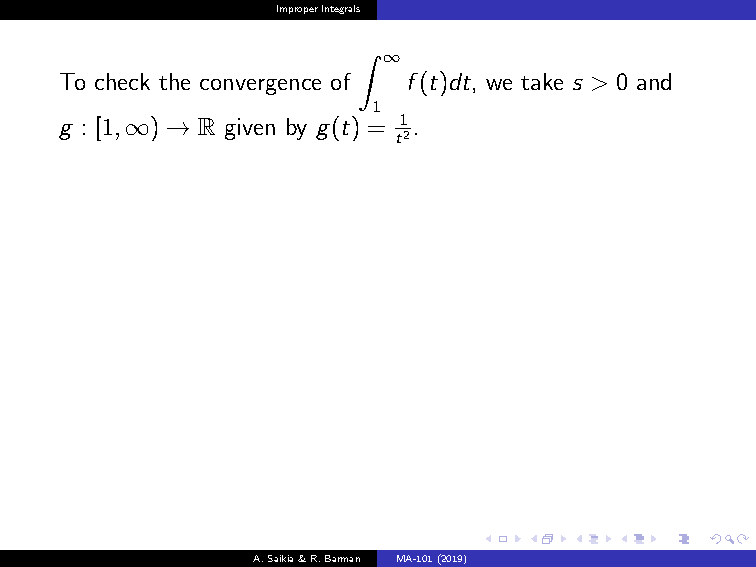 Improper Integrals
To check the convergence of ∫₁^∞ f(t)dt, we take s > 0 and
g : [1, ∞) → ℝ given by g(t) = 1/t².
A. Saikia & R. Barman MA-101 (2019)